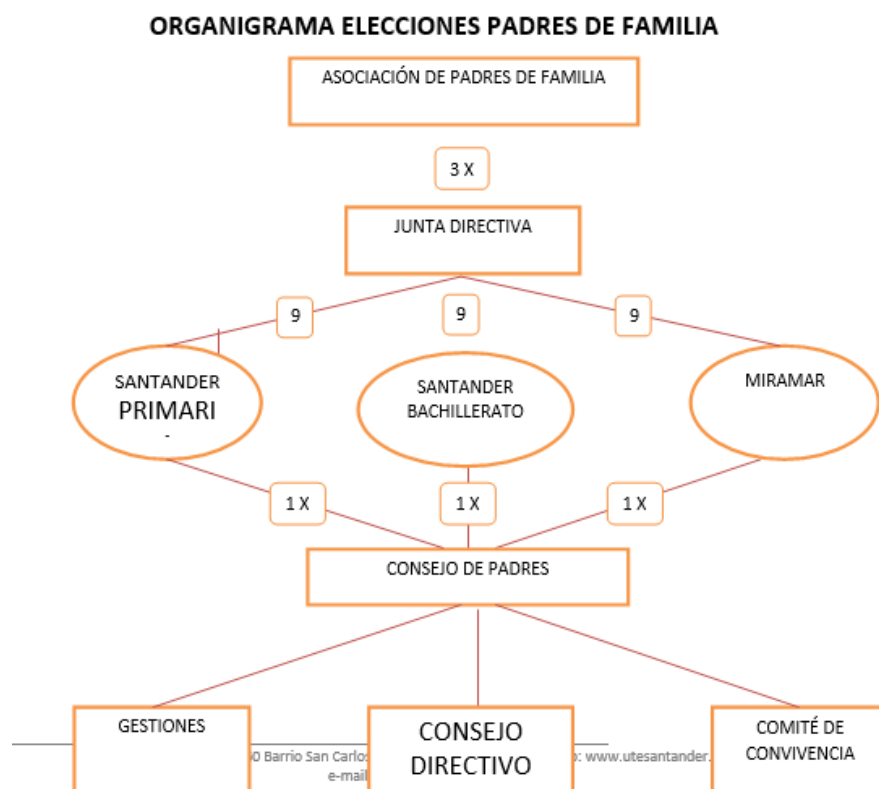 ORGANIGRAMA ELECCIONES PADRES DE FAMILIA
ASOCIACIÓN DE PADRES DE FAMILIA
3 X
JUNTA DIRECTIVA
9
9
9
SANTANDER
PRIMARI
SANTANDER
BACHILLERATO
MIRAMAR
1 X
1 X
1 X
CONSEJO DE PADRES
GESTIONES
CONSEJO
DIRECTIVO
COMITÉ DE
CONVIVENCIA
0 Barrio San Carlos
: www.utesantander.
e-mail